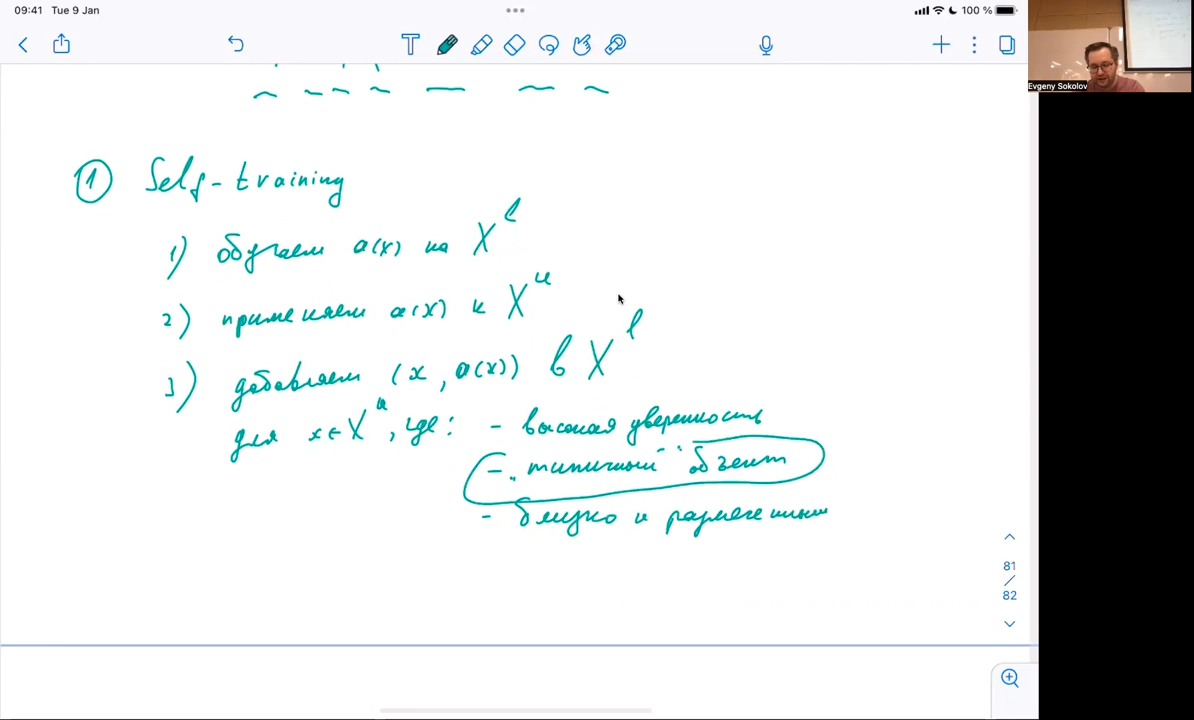 09:41 Tue 9 Jan
100 %
Evgeny Sokolov
① Self-training
1) обучаем a(x) на X^l
2) применяем a(x) к X^u
3) добавляем (x, a(x)) в X^l
для x ∈ X^u, где: - высокая уверенность
- "типичный" объект
- близко к размеченным
81
/
82